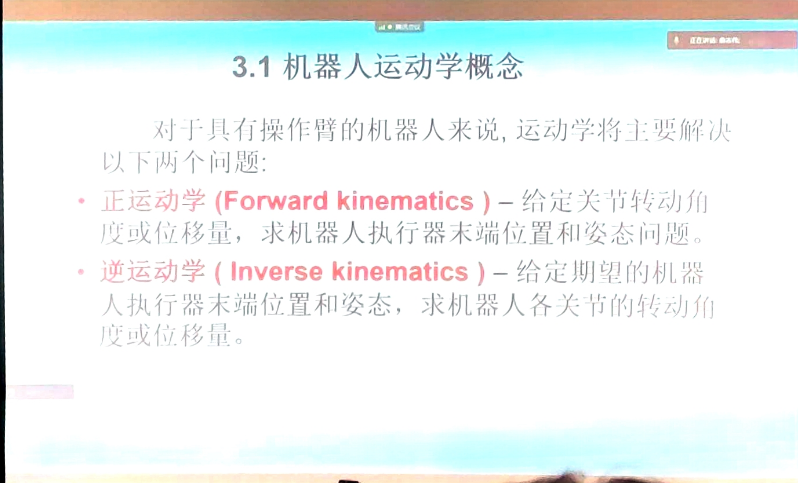 腾讯会议
3.1 机器人运动学概念
对于具有操作臂的机器人来说, 运动学将主要解决
以下两个问题:
• 正运动学 (Forward kinematics ) – 给定关节转动角
度或位移量，求机器人执行器末端位置和姿态问题。
• 逆运动学 ( Inverse kinematics ) – 给定期望的机器
人执行器末端位置和姿态，求机器人各关节的转动角
度或位移量。